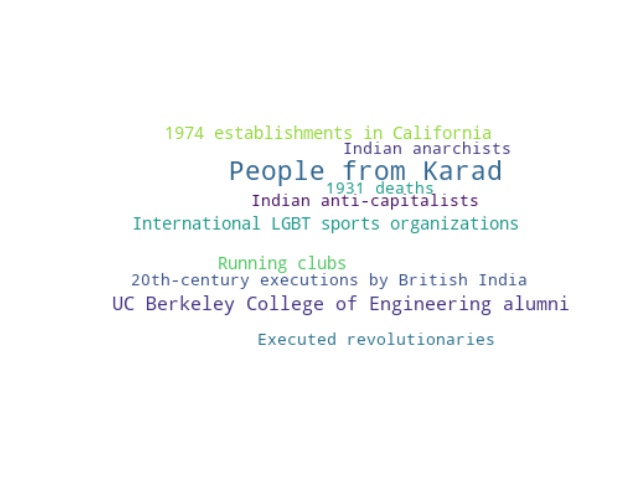 1974 establishments in California
Indian anarchists
People from Karad
1931 deaths
Indian anti-capitalists
International LGBT sports organizations
Running clubs
20th-century executions by British India
UC Berkeley College of Engineering alumni
Executed revolutionaries